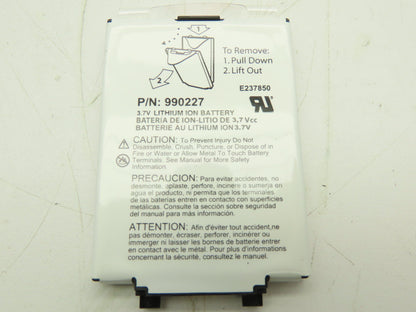 1
2
To Remove:
1. Pull Down
2. Lift Out
E237850
P/N: 990227
3.7V LITHIUM ION BATTERY
BATERIA DE ION-LITIO DE 3,7 Vcc
BATTERIE AU LITHIUM ION 3.7V
CAUTION: To Prevent Injury Do Not
Disassemble, Crush, Puncture, or Dispose of in
Fire or Water or Allow Metal To Touch Battery
Terminals. See Manual for More Safety Info.
PRECAUCION: Para evitar accidentes, no
desmonte, aplaste, perfore, incinere o sumerja en
agua el producto, ni permita que los terminales
de la batería entren en contacto con superficies
metálicas. Consulte la sección sobre seguridad
del manual para más información.
ATTENTION: Afin d'éviter tout accident,ne
pas démonter, écraser, perforer, incinérer ou
immerger ni laisser les bornes de batterie entrer
en contact avec du métal. Pour plus d'informations
concernant la sécurité, consultez le manuel.